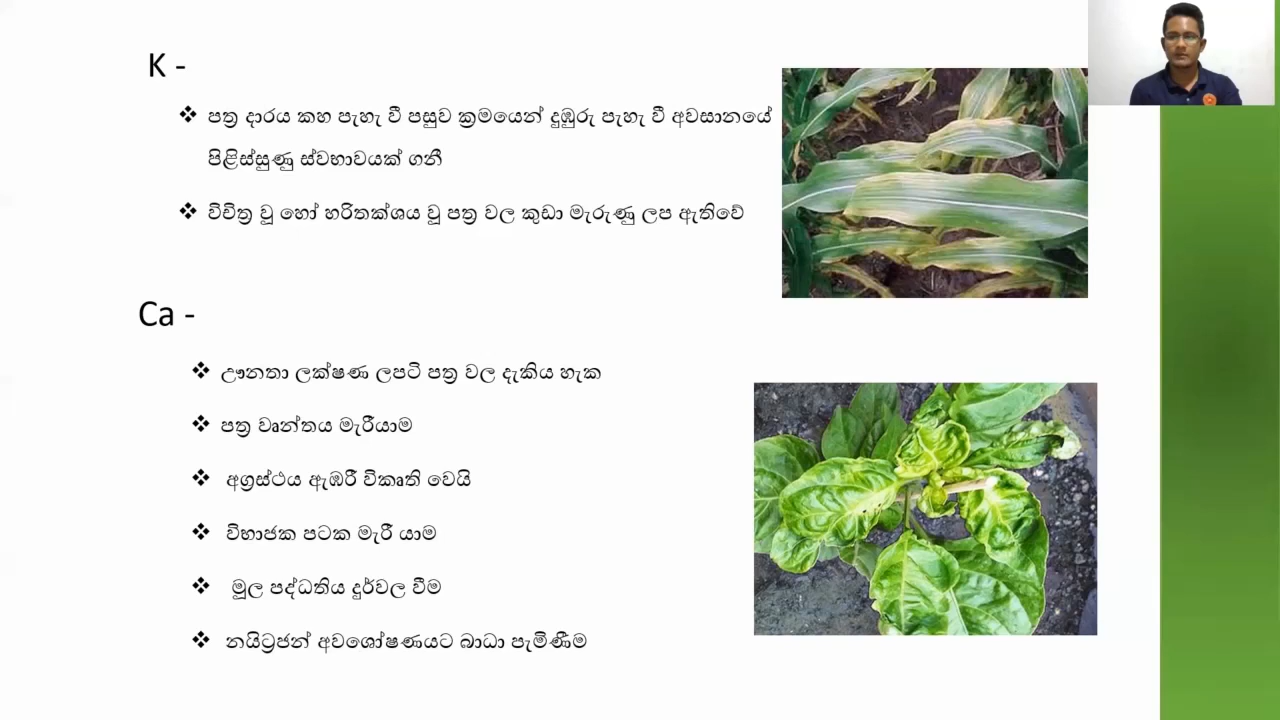 K -
❖ පත්‍ර දාරය කහ පැහැ වී පසුව ක්‍රමයෙන් දුඹුරු පැහැ වී අවසානයේ
පිළිස්සුණු ස්වභාවයක් ගනී
❖ විචිත්‍ර වූ හෝ හරිතක්ශය වූ පත්‍ර වල කුඩා මැරුණු ලප ඇතිවේ
Ca -
❖ ඌනතා ලක්ෂණ ලපටි පත්‍ර වල දැකිය හැක
❖ පත්‍ර වෘන්තය මැරීයාම
❖ අග්‍රස්ථය ඇඹරී විකෘති වෙයි
❖ විභාජක පටක මැරී යාම
❖ මූල පද්ධතිය දුර්වල වීම
❖ නයිට්‍රජන් අවශෝෂණයට බාධා පැමිණීම